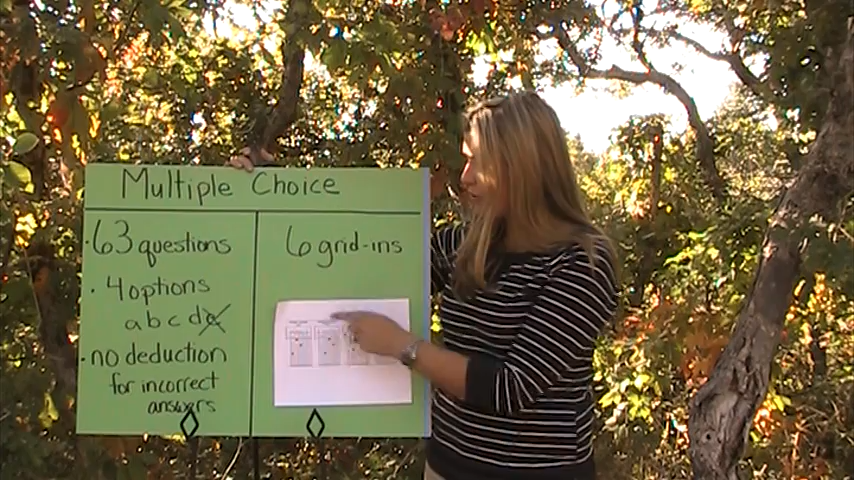 Multiple Choice
· 63 questions
· 4 options
a b c d e
· no deduction
for incorrect
answers
6 grid-ins